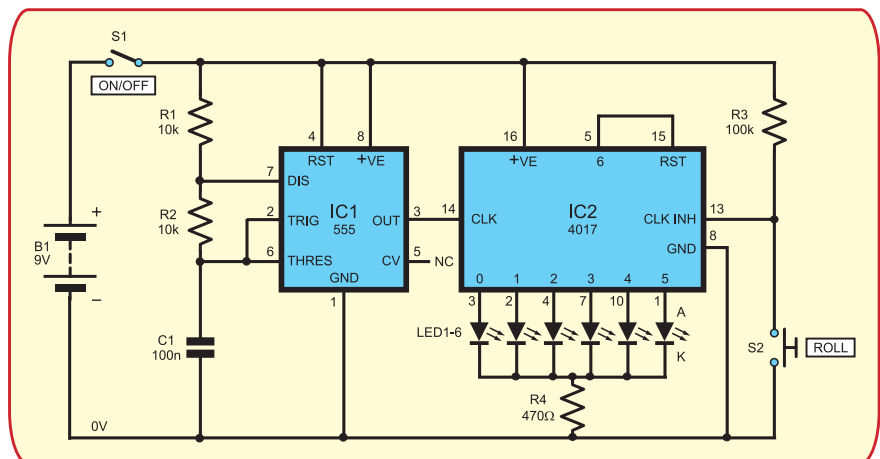 S1
ON/OFF
R1
10k
R2
10k
C1
100n
B1
9V
+
−
0V
4
8
RST
+VE
7
DIS
2
TRIG
6
THRES
IC1
555
OUT
3
CV
5
NC
GND
1
16
5
15
+VE
6
RST
14
CLK
IC2
4017
CLK INH
13
GND
8
0
1
2
3
4
5
3
2
4
7
10
1
LED1-6
A
K
R4
470Ω
R3
100k
S2
ROLL